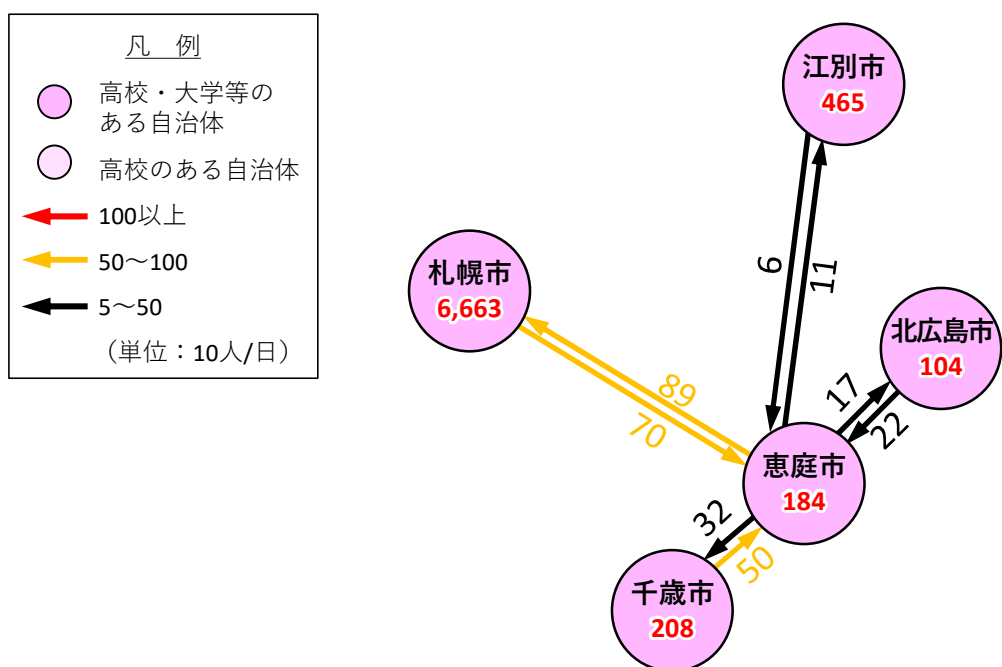 凡　例
高校・大学等の
ある自治体
高校のある自治体
100以上
50～100
5～50
（単位：10人/日）
江別市
465
札幌市
6,663
北広島市
104
恵庭市
184
千歳市
208
6
11
89
70
17
22
32
50